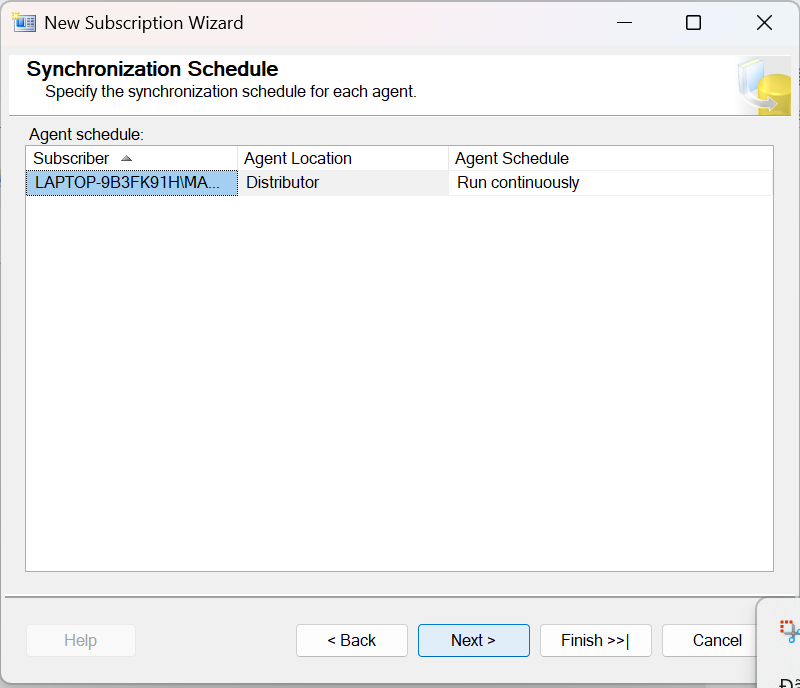 New Subscription Wizard
Synchronization Schedule
Specify the synchronization schedule for each agent.
Agent schedule:
Subscriber Agent Location Agent Schedule
LAPTOP-9B3FK91H\MA... Distributor Run continuously
Help < Back Next > Finish >>| Cancel